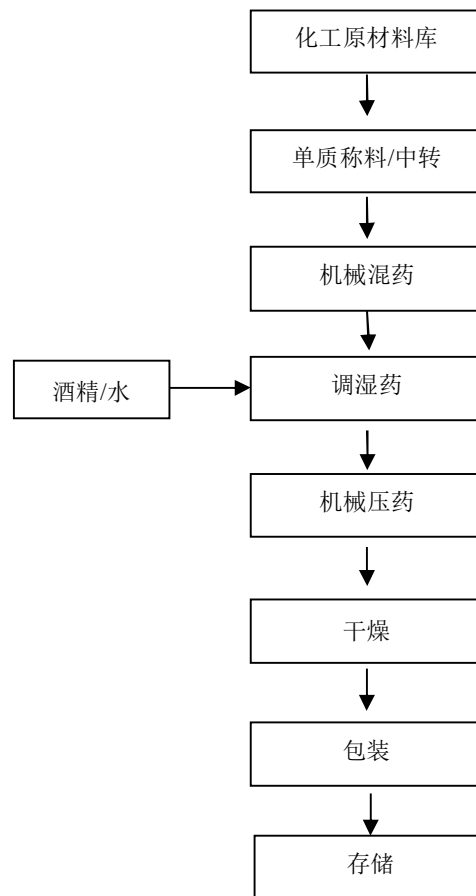 化工原材料库
单质称料/中转
机械混药
酒精/水
调湿药
机械压药
干燥
包装
存储